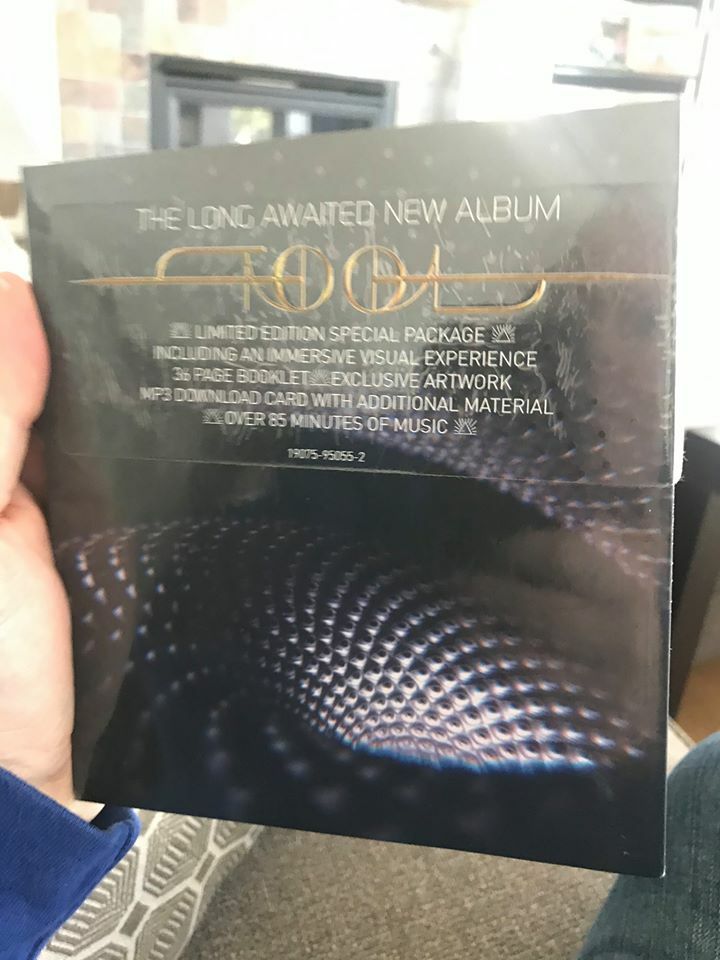 THE LONG AWAITED NEW ALBUM
TOOL
LIMITED EDITION SPECIAL PACKAGE
INCLUDING AN IMMERSIVE VISUAL EXPERIENCE
36 PAGE BOOKLET EXCLUSIVE ARTWORK
MP3 DOWNLOAD CARD WITH ADDITIONAL MATERIAL
OVER 85 MINUTES OF MUSIC
19075-95055-2